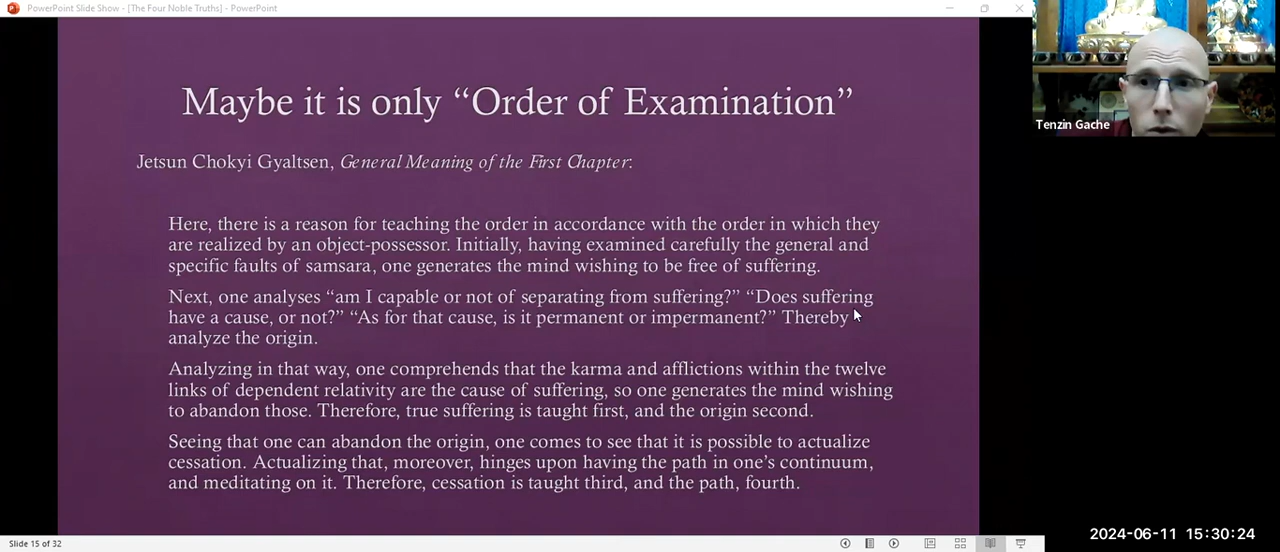 PowerPoint Slide Show - [The Four Noble Truths] - PowerPoint
Maybe it is only “Order of Examination”
Jetsun Chokyi Gyaltsen, General Meaning of the First Chapter:
Here, there is a reason for teaching the order in accordance with the order in which they
are realized by an object-possessor. Initially, having examined carefully the general and
specific faults of samsara, one generates the mind wishing to be free of suffering.
Next, one analyses “am I capable or not of separating from suffering?” “Does suffering
have a cause, or not?” “As for that cause, is it permanent or impermanent?” Thereby
analyze the origin.
Analyzing in that way, one comprehends that the karma and afflictions within the twelve
links of dependent relativity are the cause of suffering, so one generates the mind wishing
to abandon those. Therefore, true suffering is taught first, and the origin second.
Seeing that one can abandon the origin, one comes to see that it is possible to actualize
cessation. Actualizing that, moreover, hinges upon having the path in one’s continuum,
and meditating on it. Therefore, cessation is taught third, and the path, fourth.
Tenzin Gache
Slide 15 of 32
2024-06-11 15:30:24